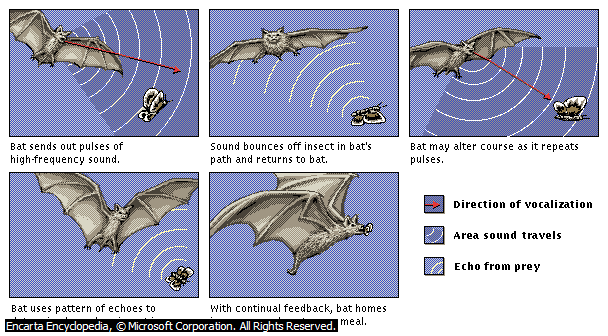 Bat sends out pulses of
high-frequency sound.
Sound bounces off insect in bat's
path and returns to bat.
Bat may alter course as it repeats
pulses.
Direction of vocalization
Area sound travels
Echo from prey
Bat uses pattern of echoes to
With continual feedback, bat homes
meal.
Encarta Encyclopedia, © Microsoft Corporation. All Rights Reserved.